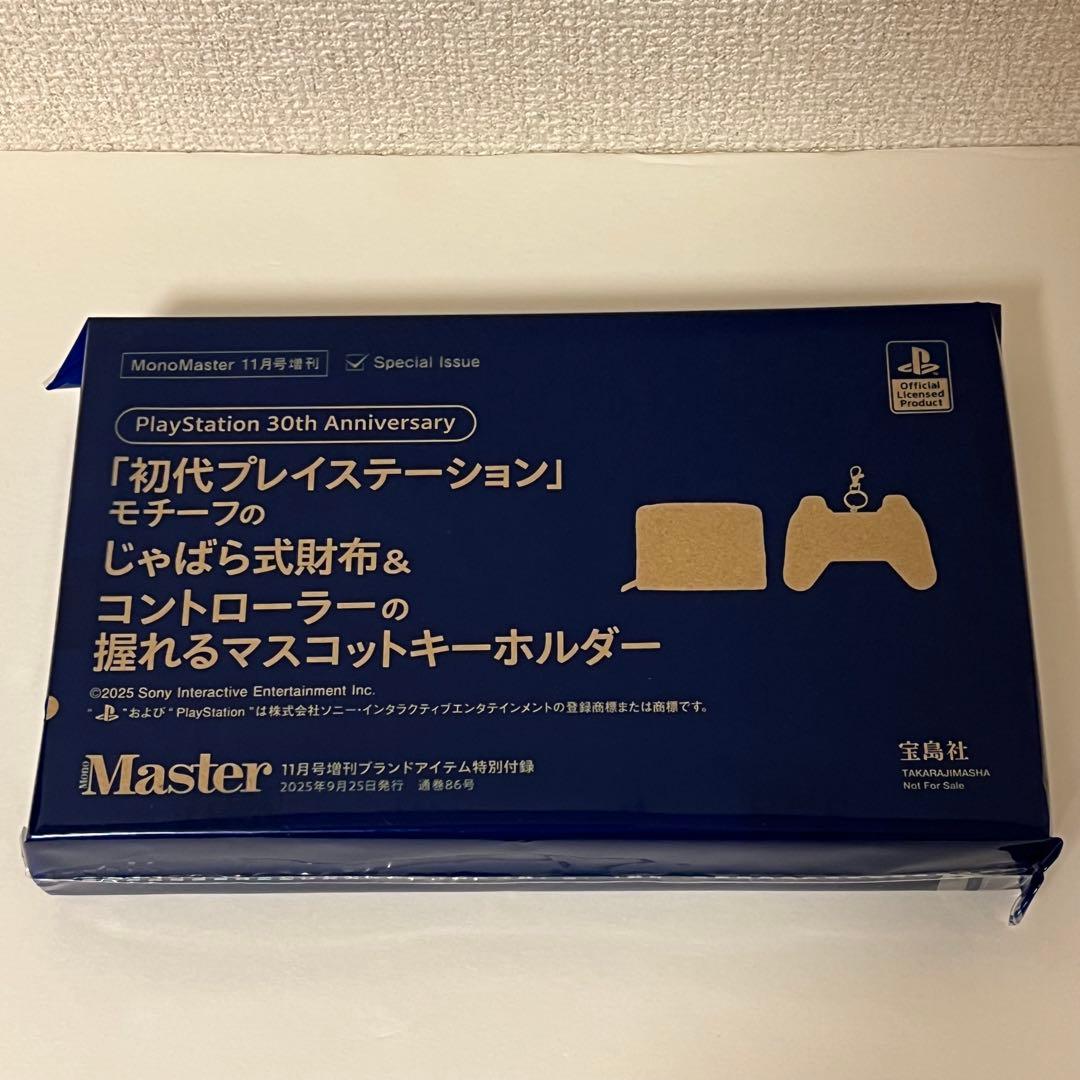 MonoMaster 11月号増刊 Special Issue
Official
Licensed
Product
PlayStation 30th Anniversary
「初代プレイステーション」
モチーフの
じゃばら式財布&
コントローラーの
握れるマスコットキーホルダー
©2025 Sony Interactive Entertainment Inc.
“ ”および“PlayStation”は株式会社ソニー・インタラクティブエンタテインメントの登録商標または商標です。
MonoMaster 11月号増刊ブランドアイテム特別付録
2025年9月25日発行 通巻86号
宝島社
TAKARAJIMASHA
Not For Sale